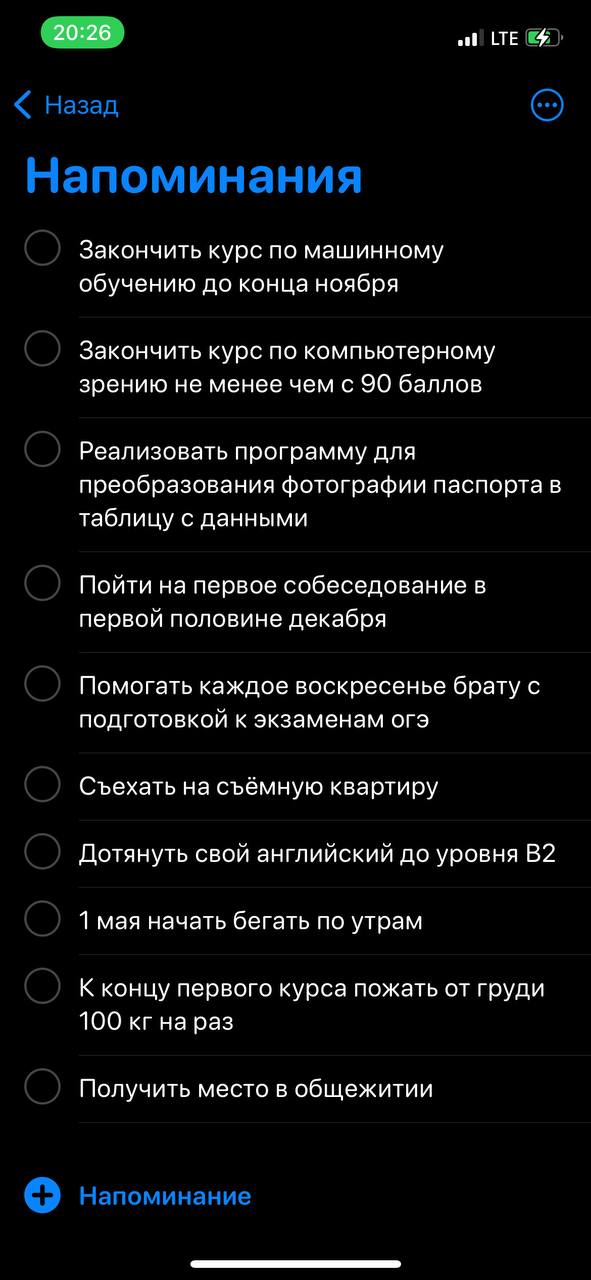 20:26
LTE
Назад
Напоминания
Закончить курс по машинному
обучению до конца ноября
Закончить курс по компьютерному
зрению не менее чем с 90 баллов
Реализовать программу для
преобразования фотографии паспорта в
таблицу с данными
Пойти на первое собеседование в
первой половине декабря
Помогать каждое воскресенье брату с
подготовкой к экзаменам огэ
Съехать на съёмную квартиру
Дотянуть свой английский до уровня B2
1 мая начать бегать по утрам
К концу первого курса пожать от груди
100 кг на раз
Получить место в общежитии
Напоминание